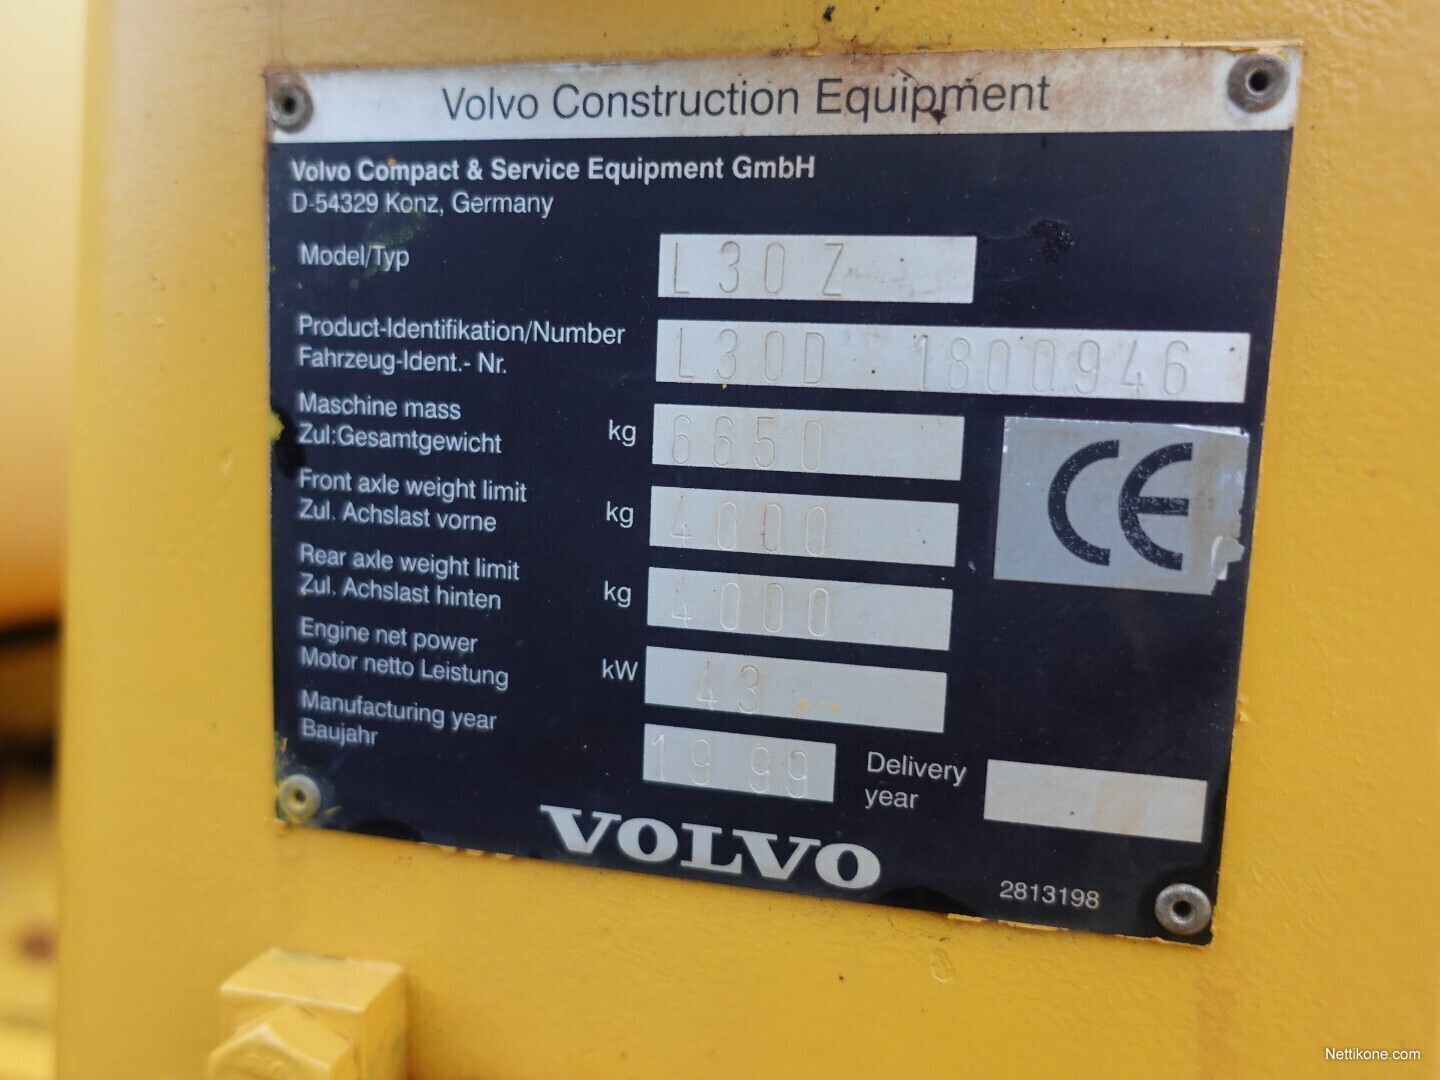 Volvo Construction Equipment
Volvo Compact & Service Equipment GmbH
D-54329 Konz, Germany
Model/Typ L30 Z
Product-Identifikation/Number
Fahrzeug-Ident.- Nr. L30D 1800946
Maschine mass
Zul:Gesamtgewicht kg 6650
Front axle weight limit
Zul. Achslast vorne kg 4000
Rear axle weight limit
Zul. Achslast hinten kg 4000
Engine net power
Motor netto Leistung kW 43
Manufacturing year
Baujahr 1999
Delivery
year
CE
VOLVO
2813198
Nettikone.com